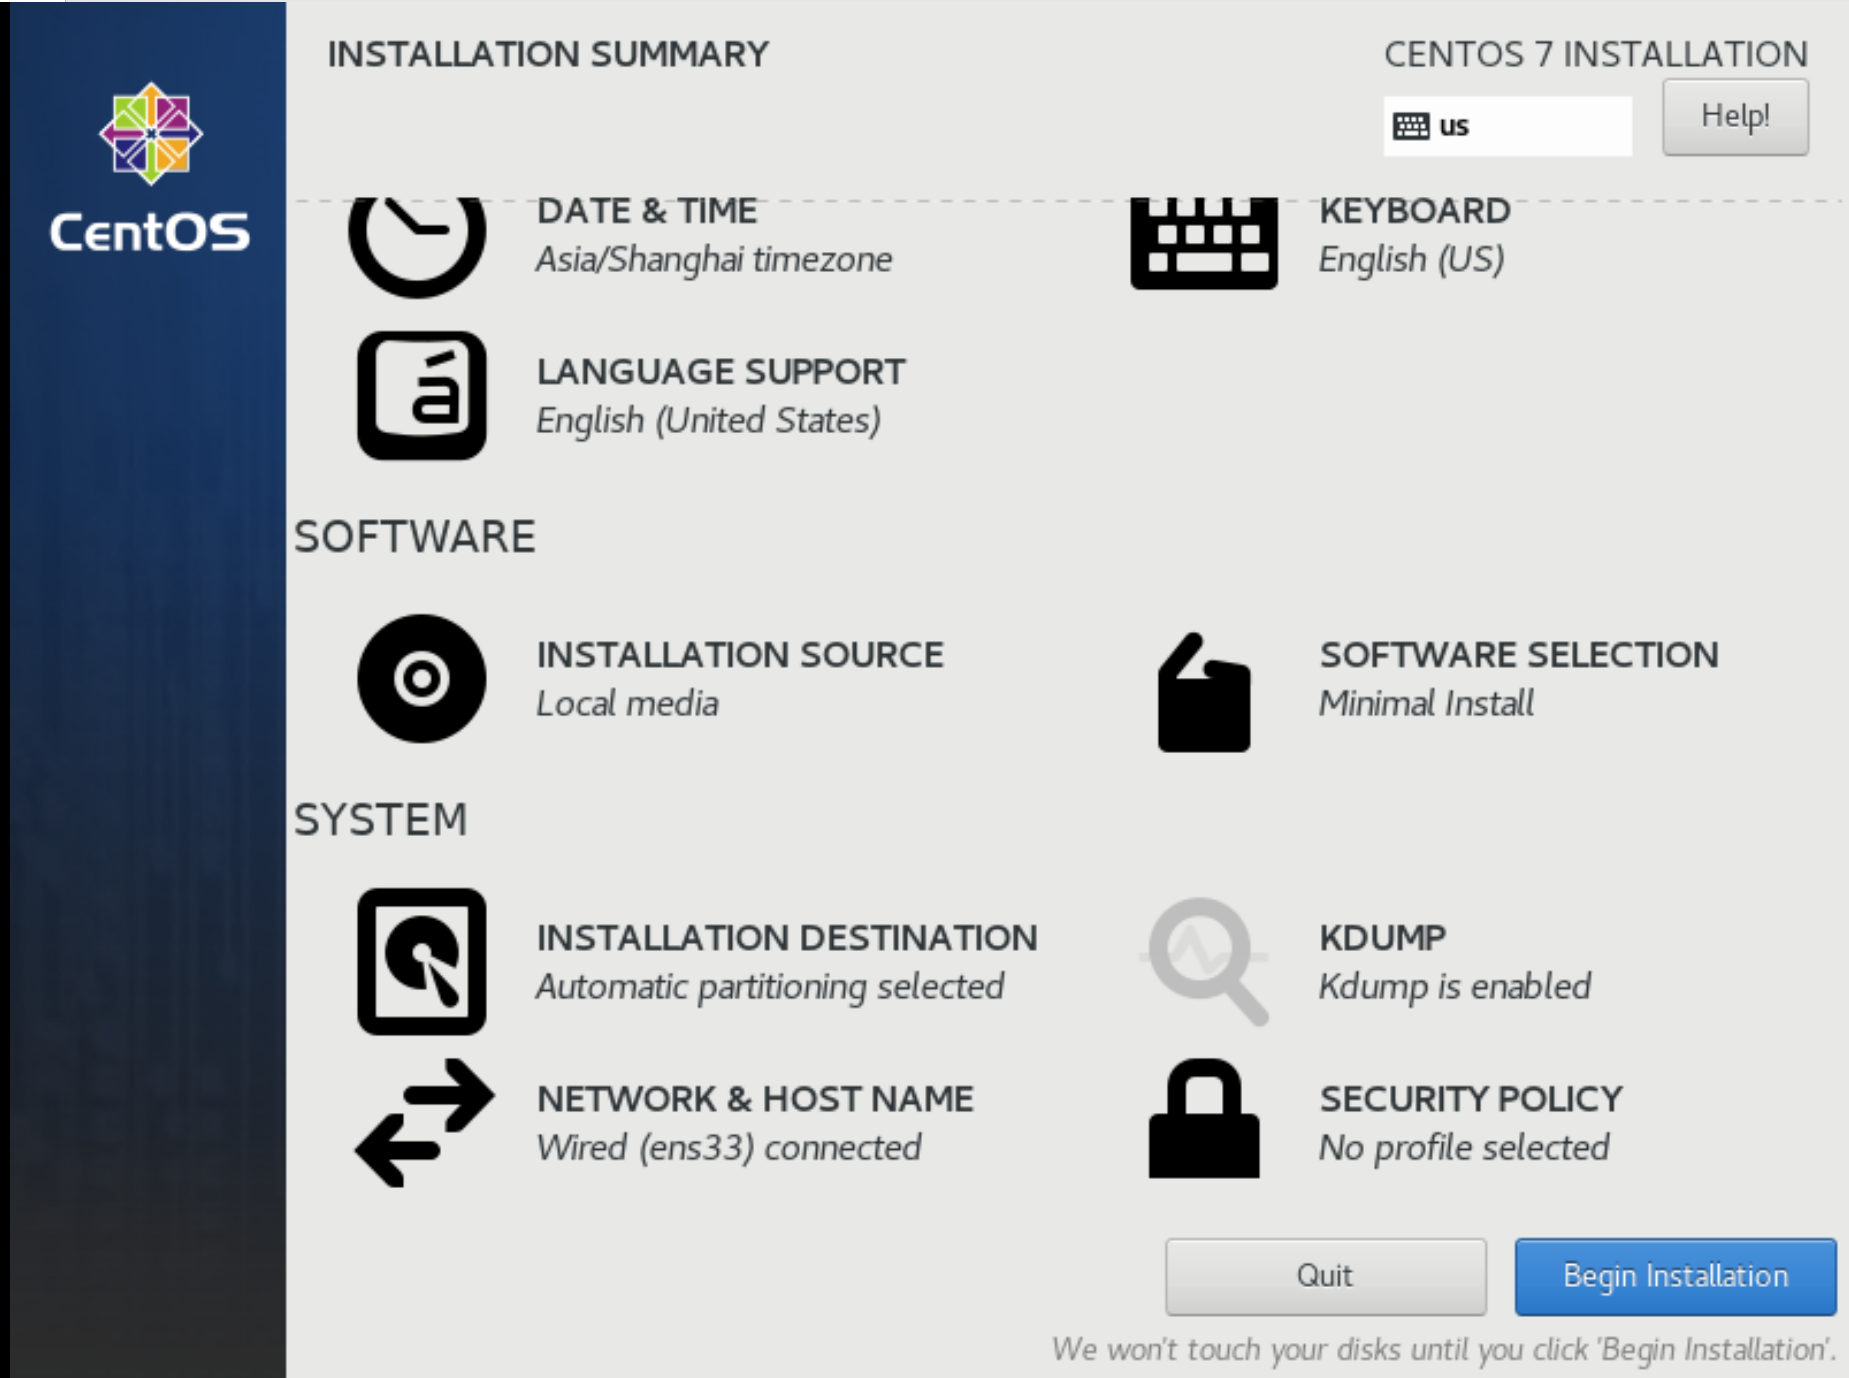 INSTALLATION SUMMARY
CENTOS 7 INSTALLATION
us
Help!
CentOS
DATE & TIME
Asia/Shanghai timezone
KEYBOARD
English (US)
á
LANGUAGE SUPPORT
English (United States)
SOFTWARE
INSTALLATION SOURCE
Local media
SOFTWARE SELECTION
Minimal Install
SYSTEM
INSTALLATION DESTINATION
Automatic partitioning selected
KDUMP
Kdump is enabled
NETWORK & HOST NAME
Wired (ens33) connected
SECURITY POLICY
No profile selected
Quit
Begin Installation
We won't touch your disks until you click 'Begin Installation'.